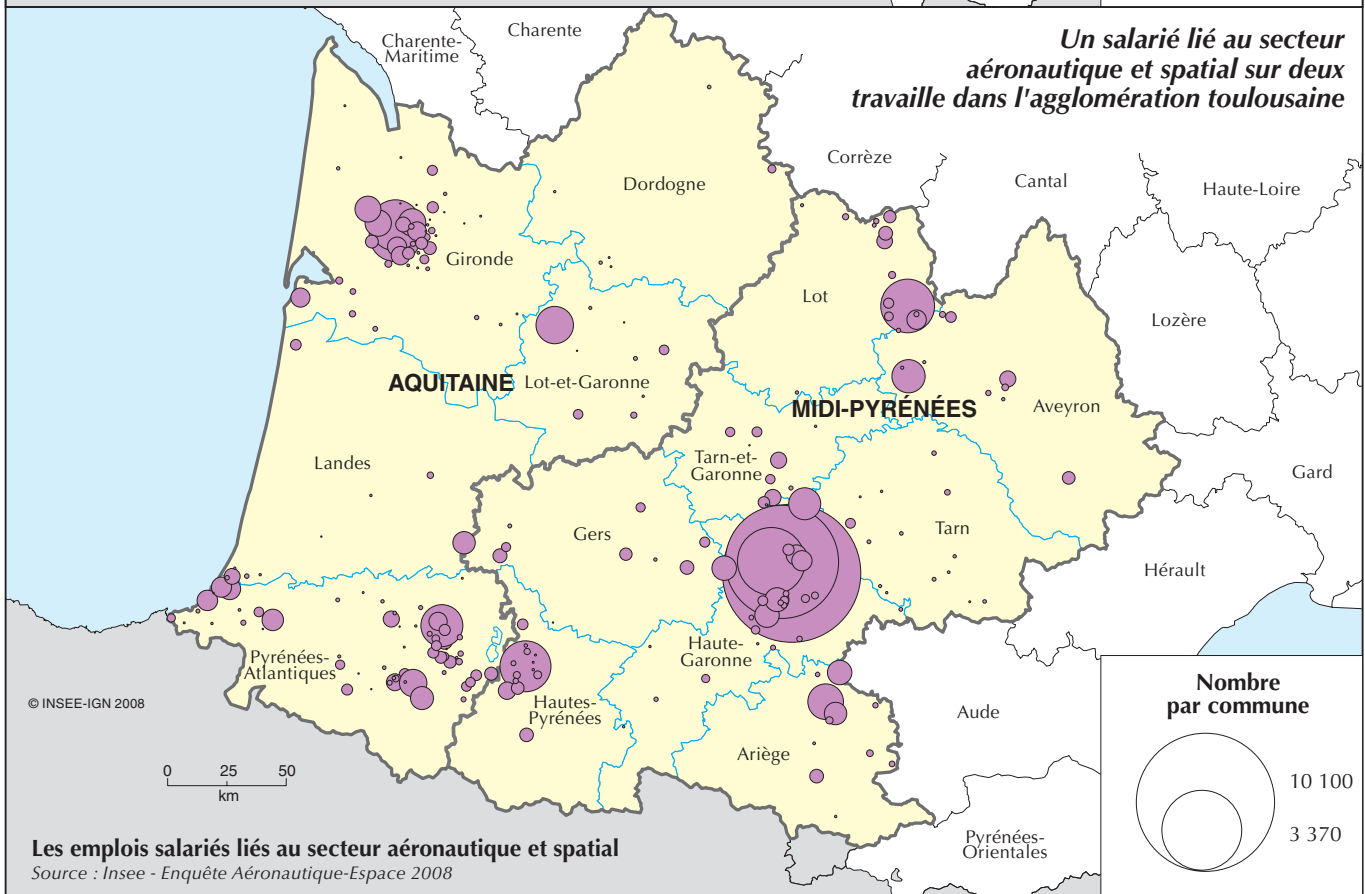 Un salarié lié au secteur
aéronautique et spatial sur deux
travaille dans l'agglomération toulousaine
Charente-
Maritime
Charente
Corrèze
Cantal
Haute-Loire
Dordogne
Gironde
Lot
Lozère
AQUITAINE
Lot-et-Garonne
MIDI-PYRÉNÉES
Aveyron
Landes
Tarn-et-
Garonne
Gard
Gers
Tarn
Hérault
Haute-
Garonne
Pyrénées-
Atlantiques
Hautes-
Pyrénées
Ariège
Aude
Pyrénées-
Orientales
© INSEE-IGN 2008
0 25 50
km
Nombre
par commune
10 100
3 370
Les emplois salariés liés au secteur aéronautique et spatial
Source : Insee - Enquête Aéronautique-Espace 2008